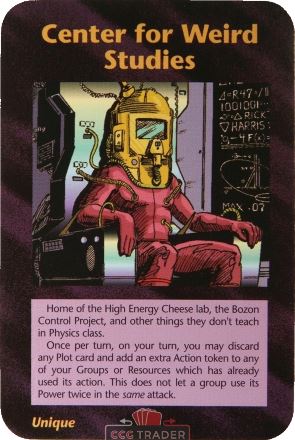 Center for Weird
Studies
Δ=R47°/
1001001
RICK
HARRIS
MAX .07
Home of the High Energy Cheese lab, the Bozon
Control Project, and other things they don't teach
in Physics class.
Once per turn, on your turn, you may discard
any Plot card and add an extra Action token to any
of your Groups or Resources which has already
used its action. This does not let a group use its
Power twice in the same attack.
Unique
CCG TRADER